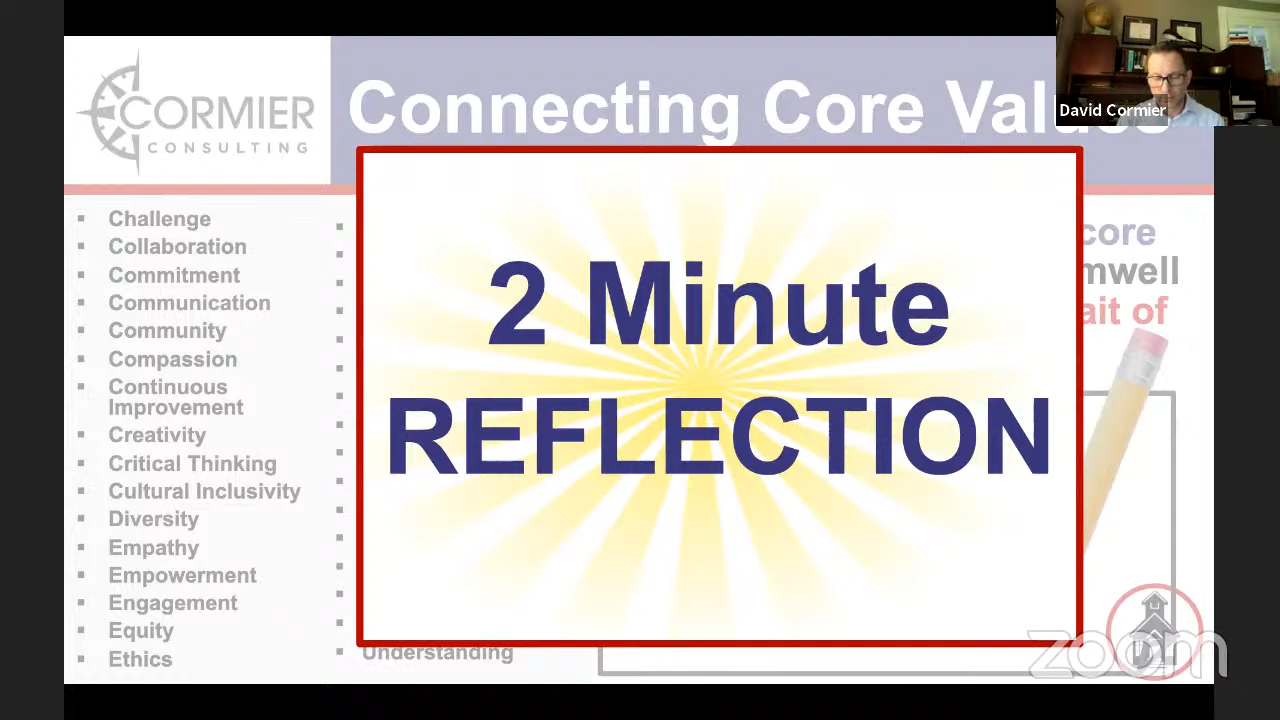 CORMIER
CONSULTING
Connecting Core Values
David Cormier
Challenge
Collaboration
Commitment
Communication
Community
Compassion
Continuous
Improvement
Creativity
Critical Thinking
Cultural Inclusivity
Diversity
Empathy
Empowerment
Engagement
Equity
Ethics
Understanding
core
mwell
ait of
2 Minute
REFLECTION
zoom